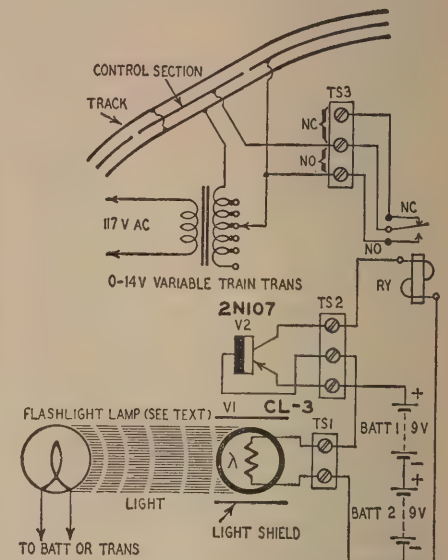 CONTROL SECTION
TRACK
TS3
NC
NO
NC
NO
117 V AC
0-14V VARIABLE TRAIN TRANS
RY
2N107
V2
TS2
FLASHLIGHT LAMP (SEE TEXT)
V1
CL-3
TS1
λ
+
BATT 1 9V
-
+
BATT 2 9V
-
LIGHT
LIGHT SHIELD
TO BATT OR TRANS